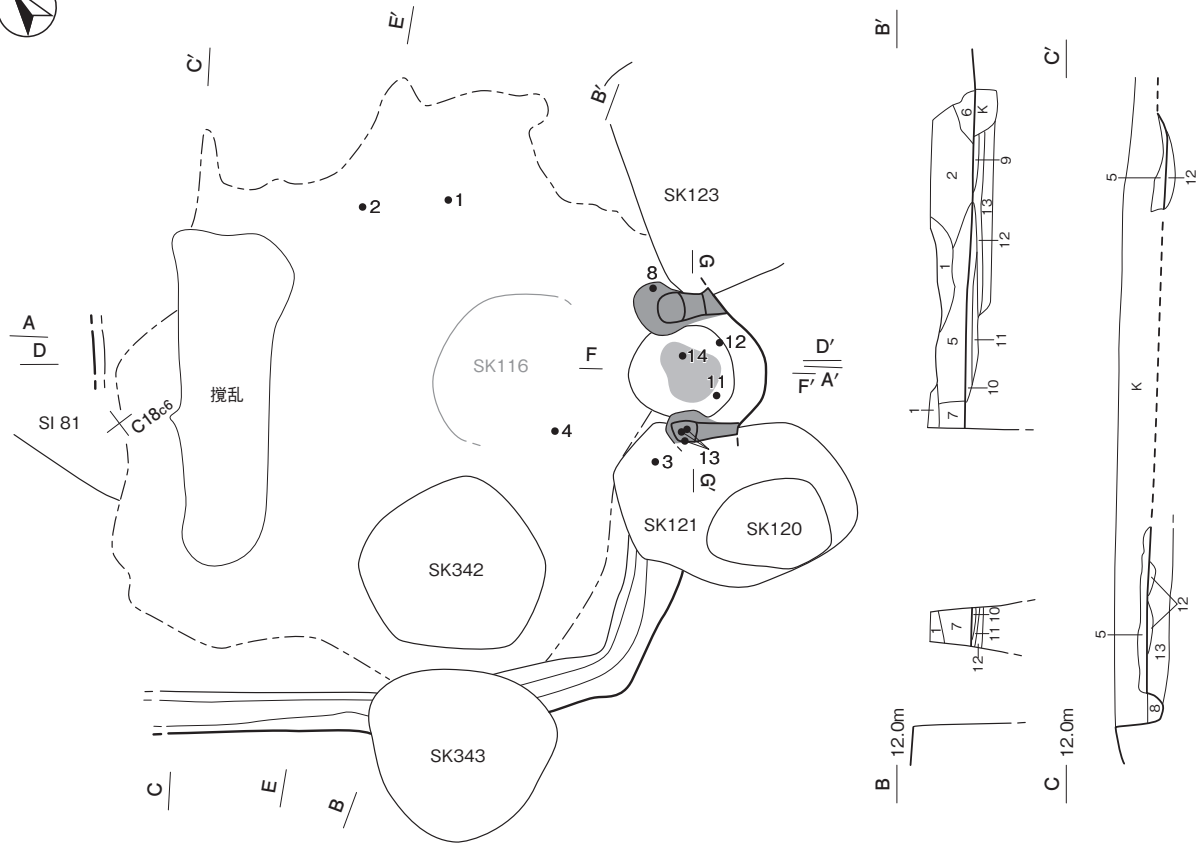 E′
C′
B′
SK123
2
1
8
G
A
D
SK116
F
12
14
11
D′
F′ A′
SI 81
C18c6
撹乱
4
13
3
G′
SK121
SK120
SK342
SK343
C
E
B
B′
6
K
2
9
13
12
1
5
11
10
1
7
1
7
10
11
12
B 12.0m
C′
5
12
K
12
5
13
8
C 12.0m